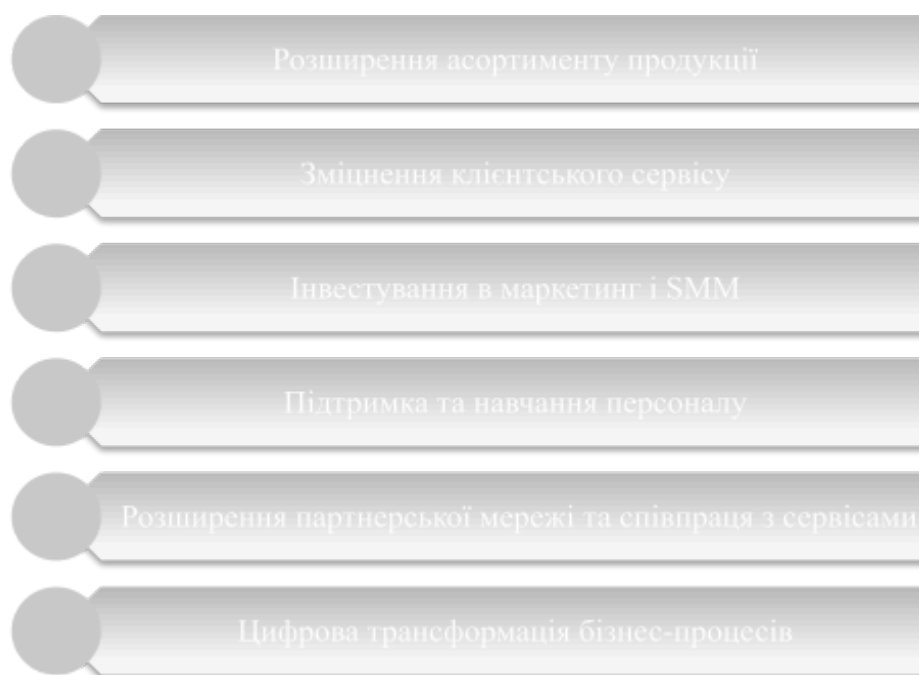 Розширення асортименту продукції
Зміцнення клієнтського сервісу
Інвестування в маркетинг і SMM
Підтримка та навчання персоналу
Розширення партнерської мережі та співпраця з сервісами
Цифрова трансформація бізнес-процесів